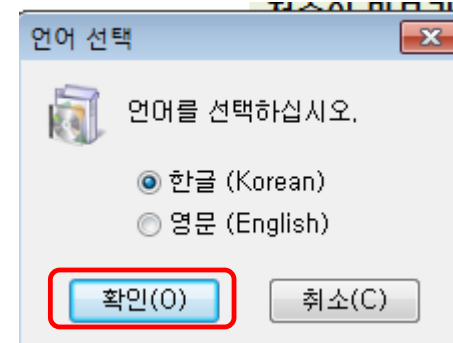 언어 선택
언어를 선택하십시오.
한글 (Korean)
영문 (English)
확인(O)
취소(C)